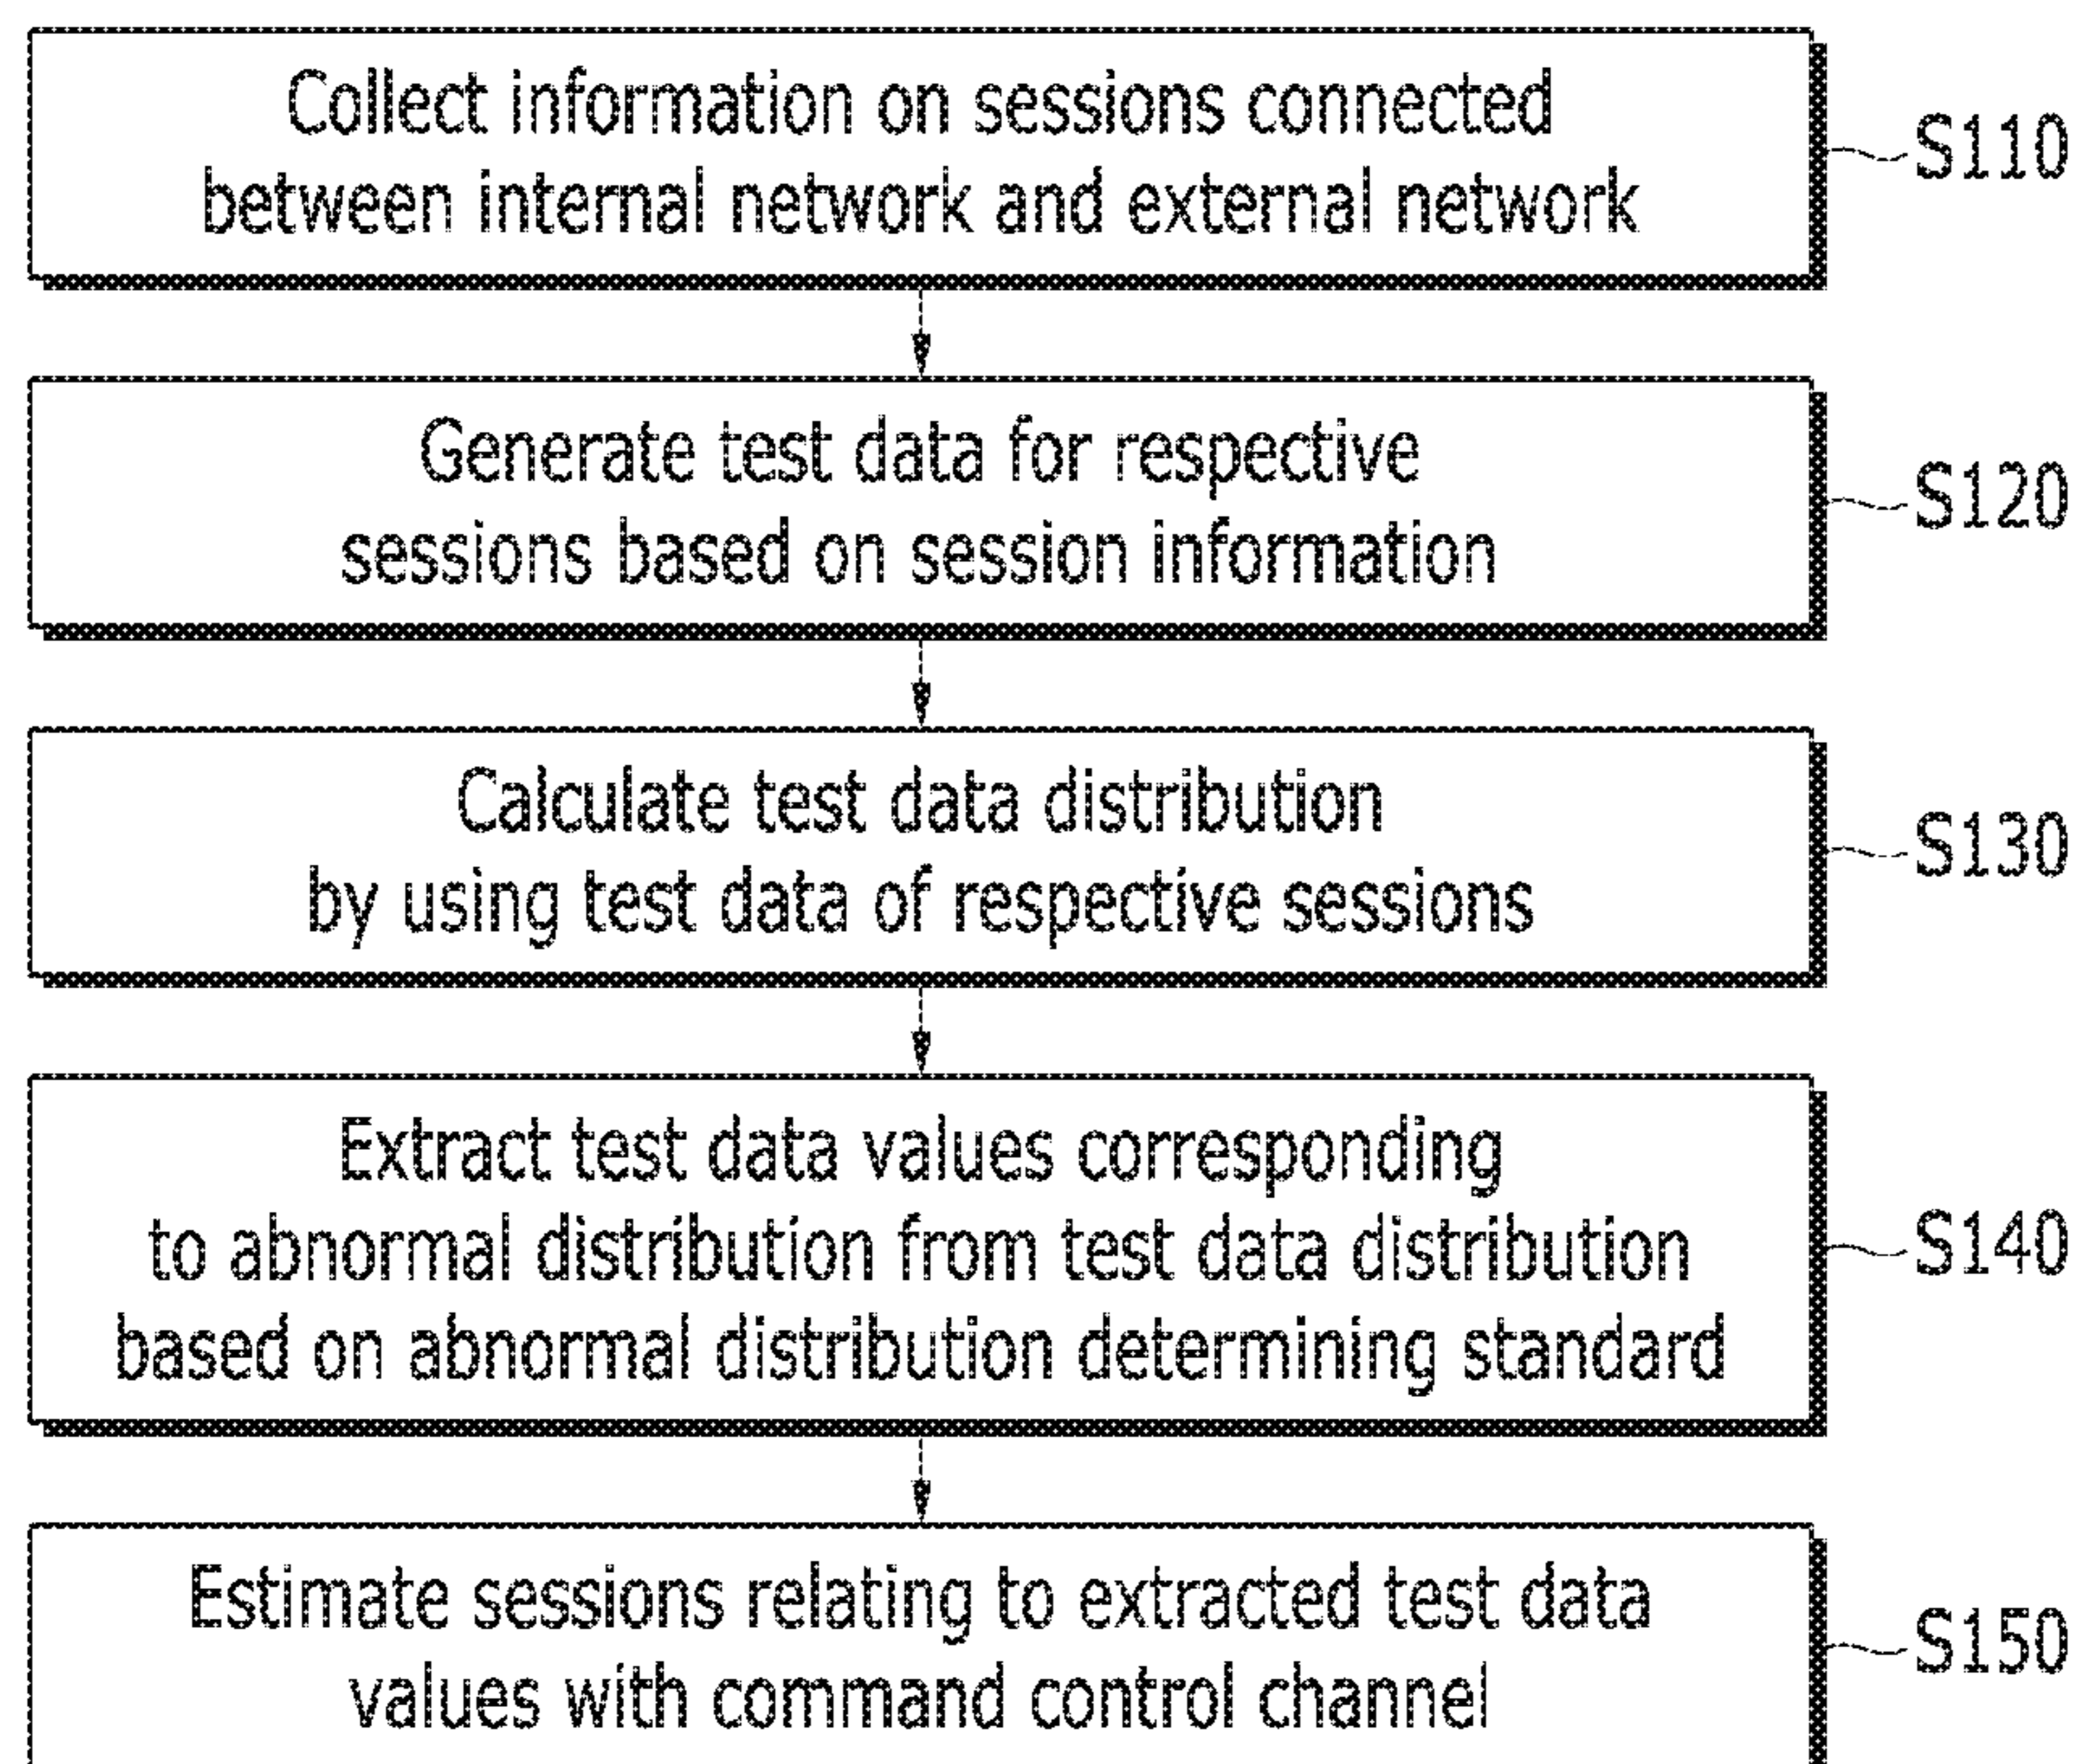 Collect information on sessions connected
between internal network and external network
S110
Generate test data for respective
sessions based on session information
S120
Calculate test data distribution
by using test data of respective sessions
S130
Extract test data values corresponding
to abnormal distribution from test data distribution
based on abnormal distribution determining standard
S140
Estimate sessions relating to extracted test data
values with command control channel
S150